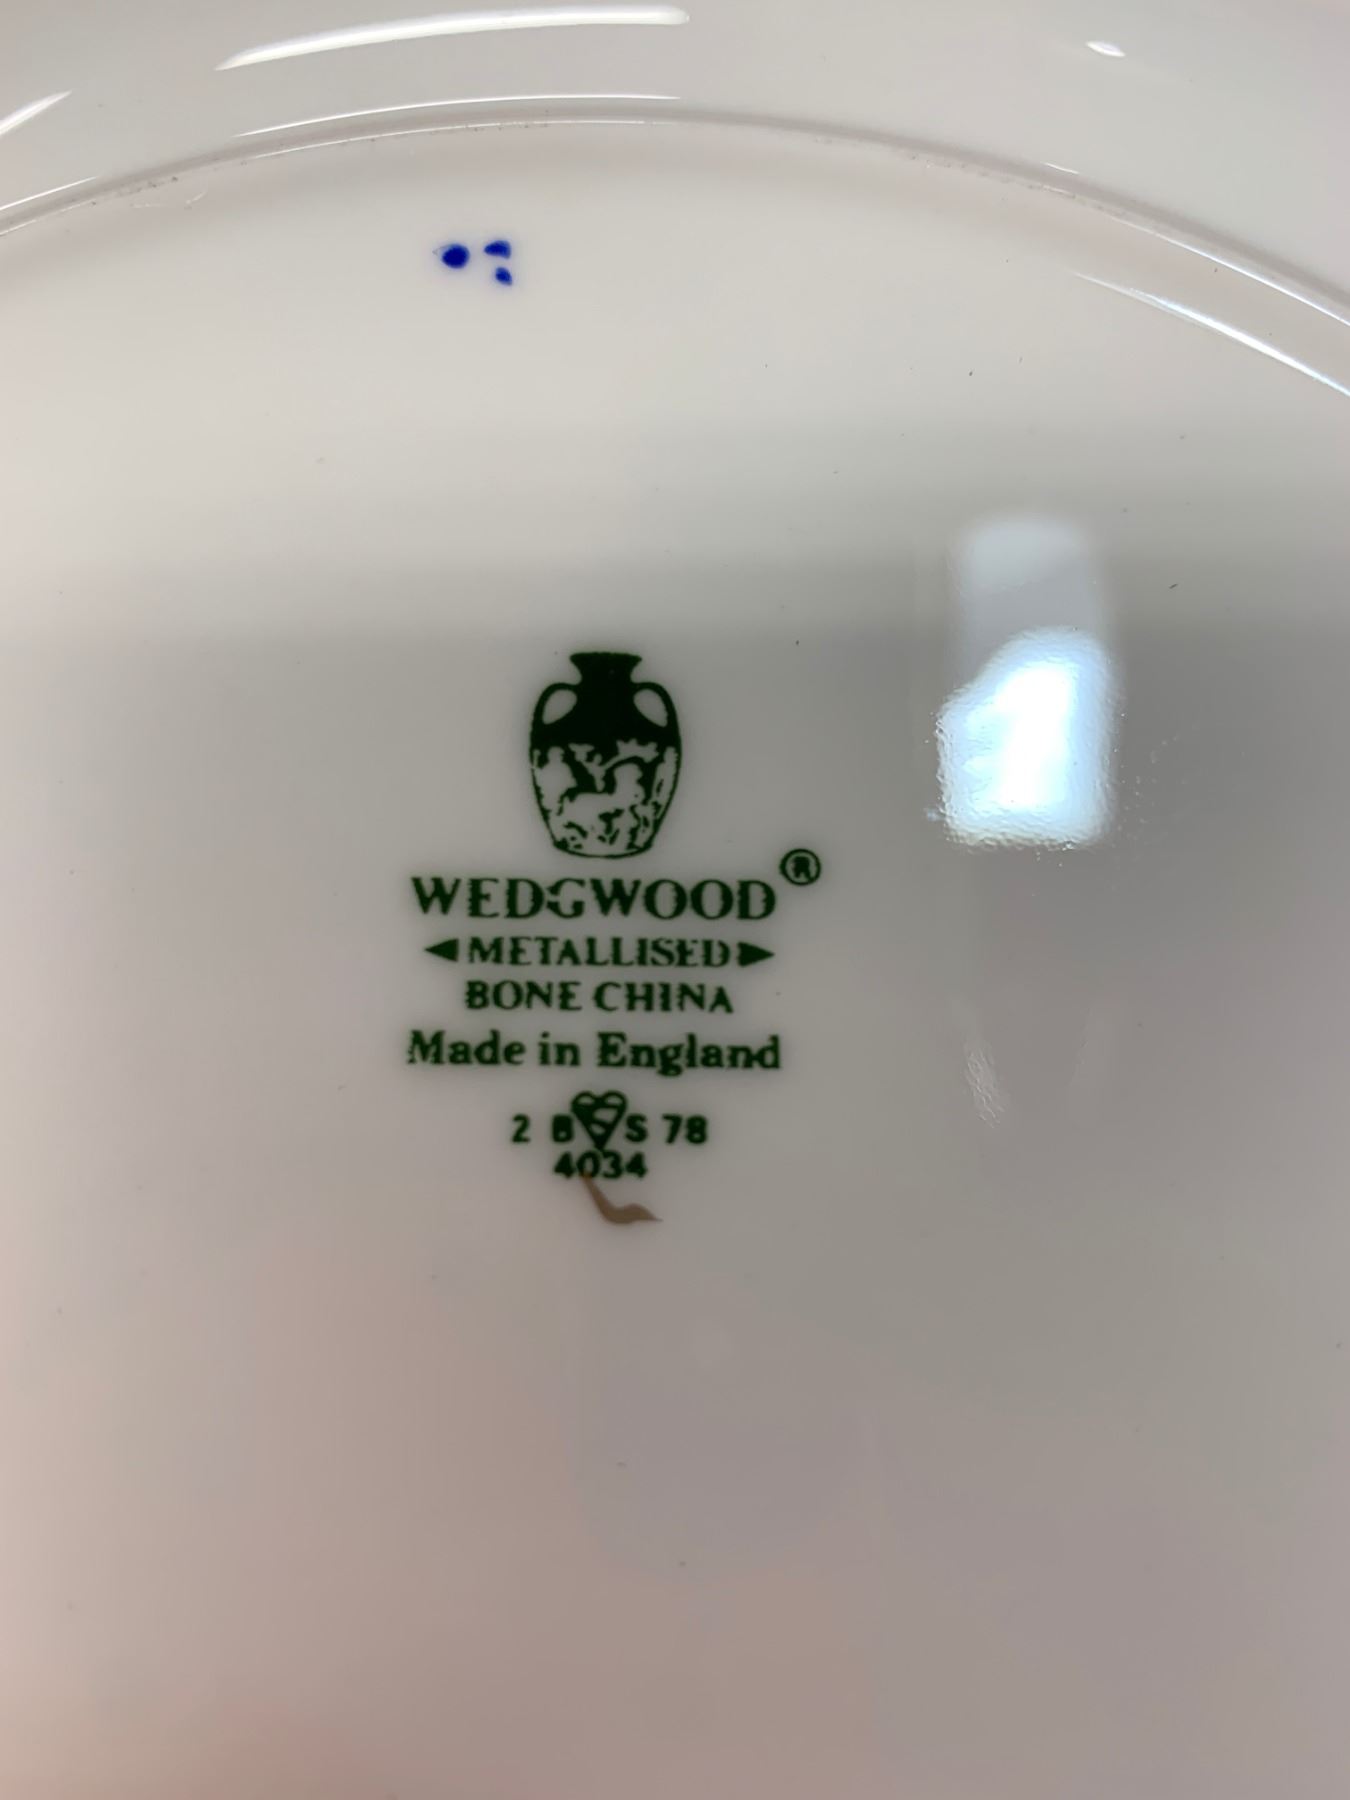 WEDGWOOD®
METALLISED
BONE CHINA
Made in England
2 B S S 78
4034